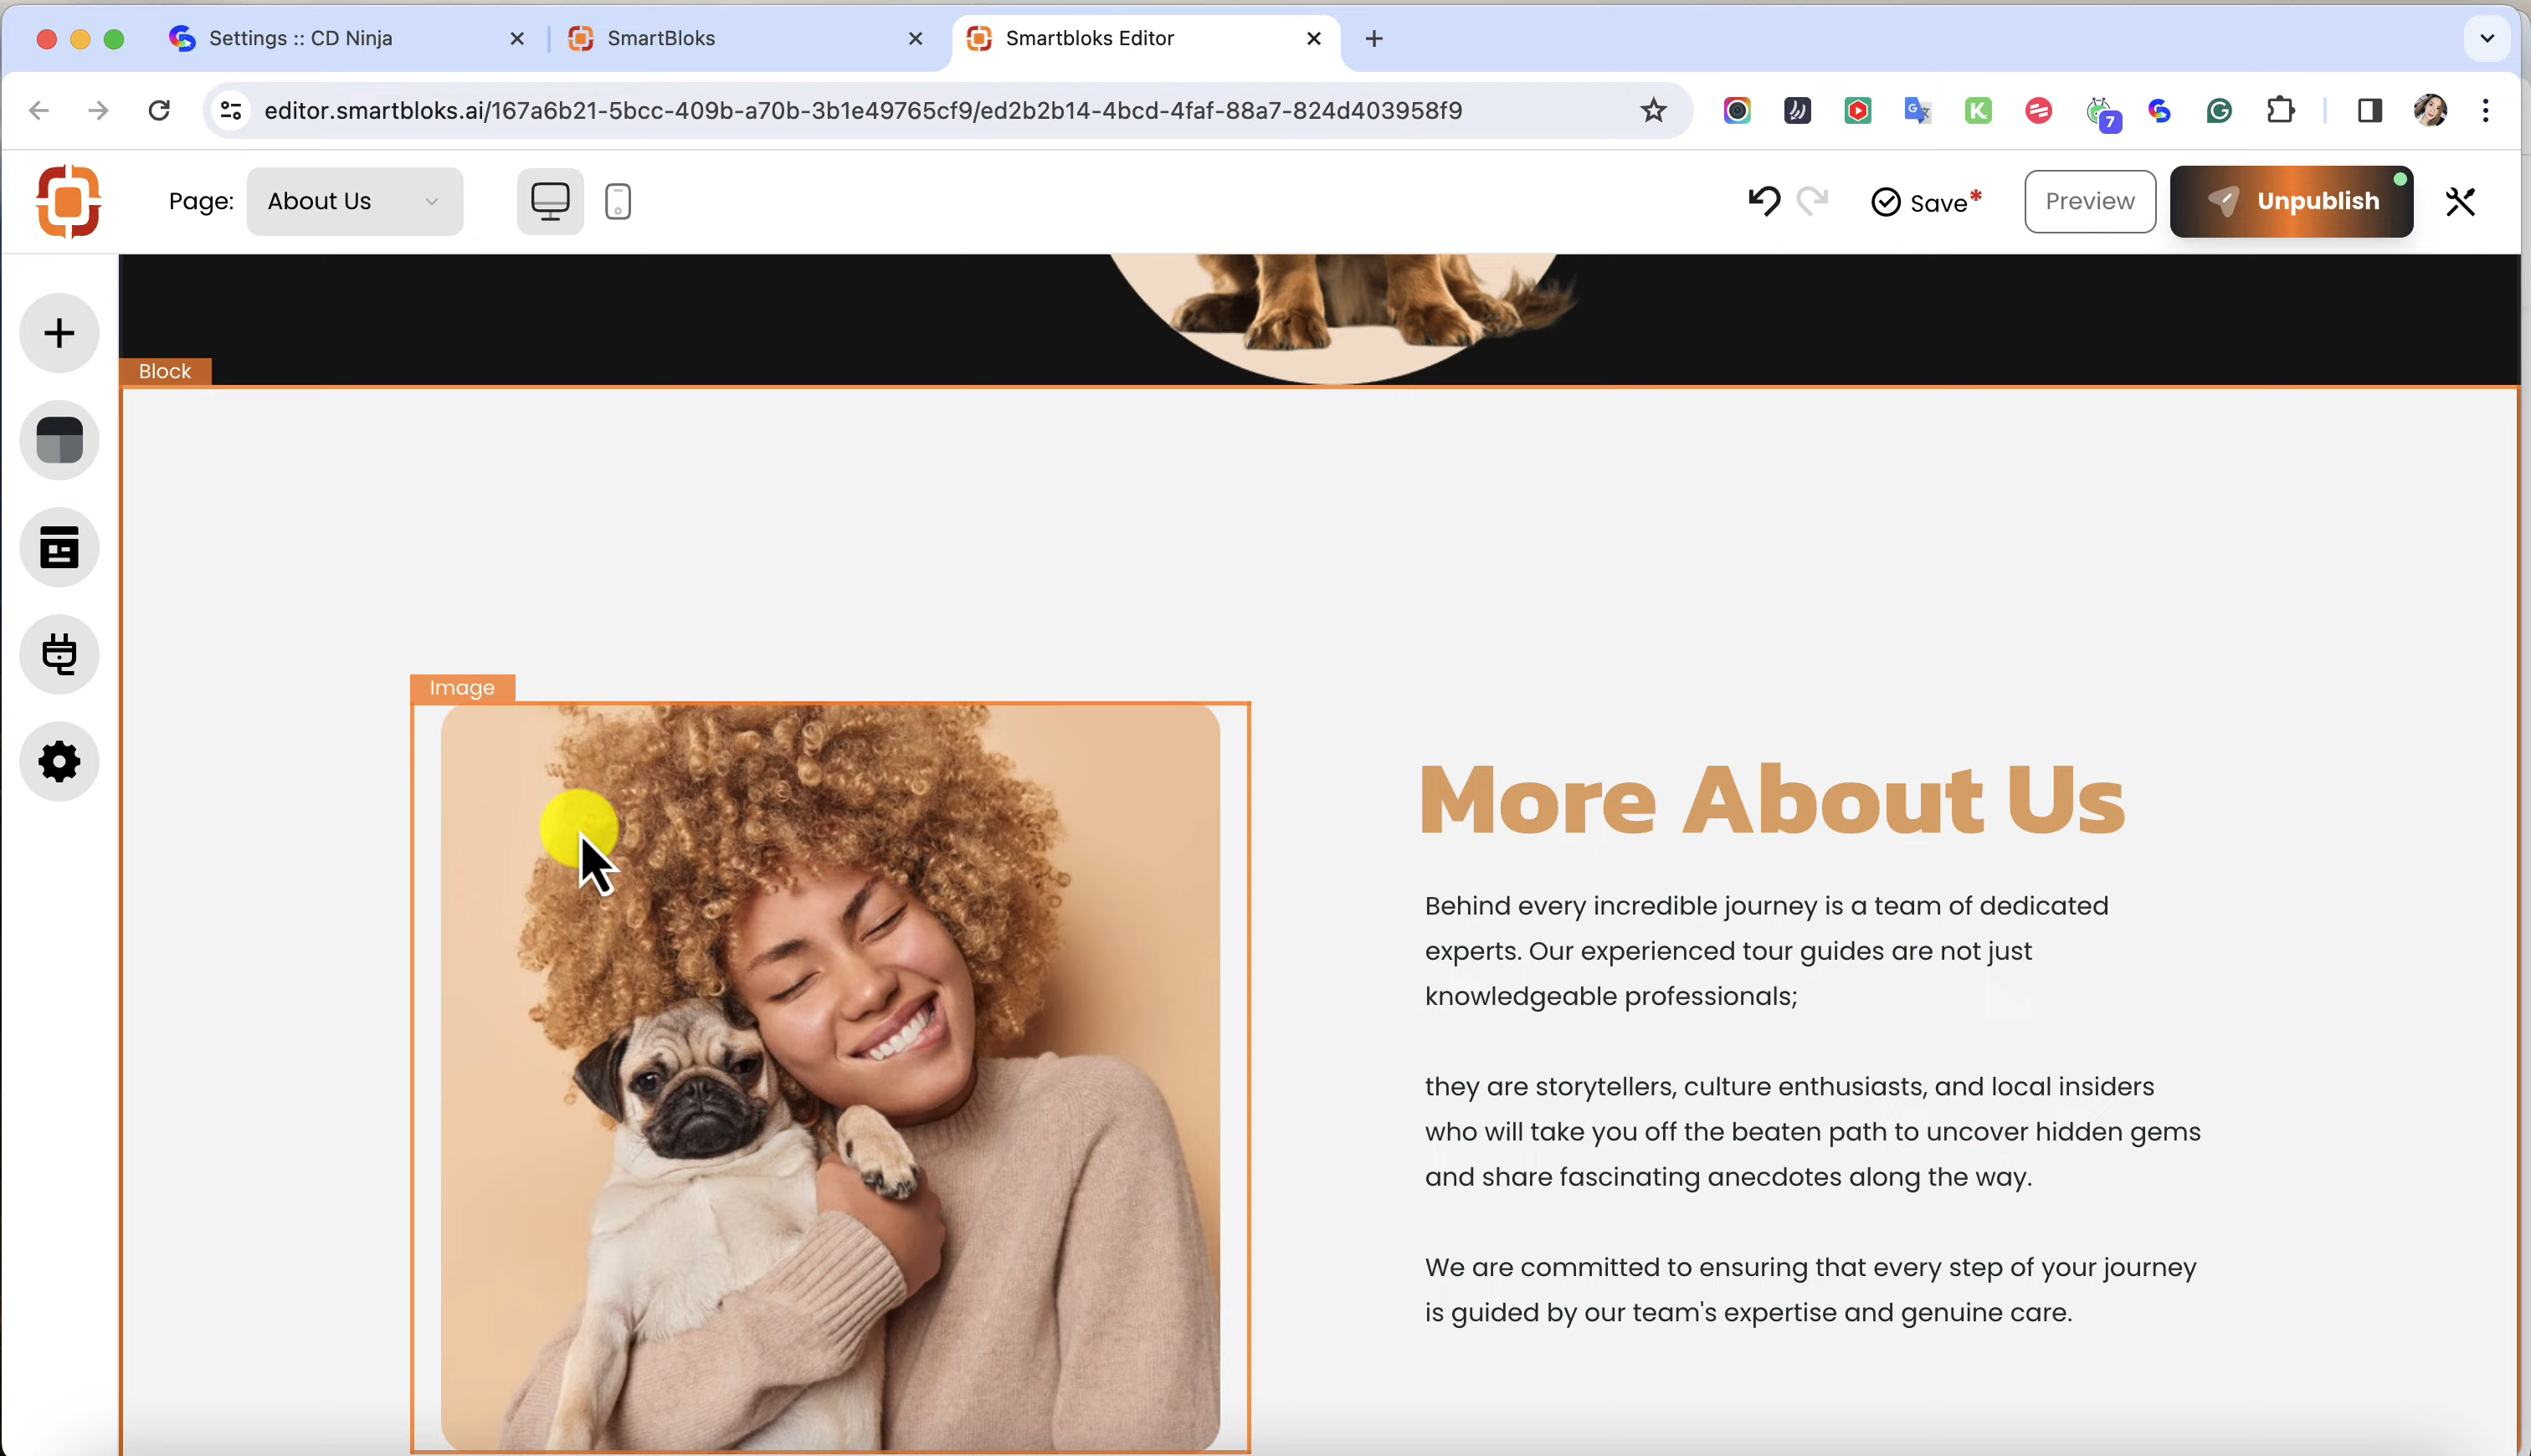 Settings :: CD Ninja
SmartBloks
Smartbloks Editor
editor.smartbloks.ai/167a6b21-5bcc-409b-a70b-3b1e49765cf9/ed2b2b14-4bcd-4faf-88a7-824d403958f9
7
Page:
About Us
Save*
Preview
Unpublish
Block
Image
More About Us
Behind every incredible journey is a team of dedicated
experts. Our experienced tour guides are not just
knowledgeable professionals;
they are storytellers, culture enthusiasts, and local insiders
who will take you off the beaten path to uncover hidden gems
and share fascinating anecdotes along the way.
We are committed to ensuring that every step of your journey
is guided by our team's expertise and genuine care.